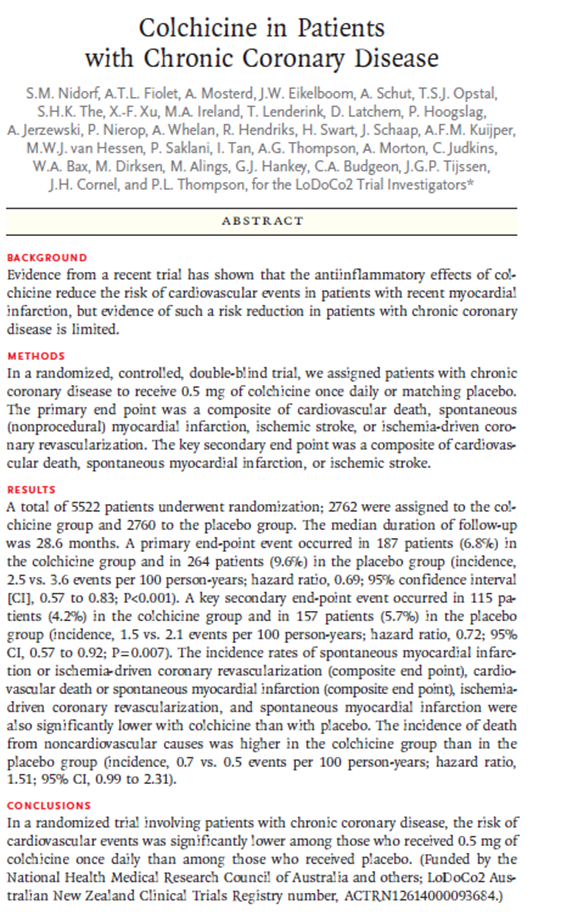 Colchicine in Patients
with Chronic Coronary Disease
S.M. Nidorf, A.T.L. Fiolet, A. Mosterd, J.W. Eikelboom, A. Schut, T.S.J. Opstal,
S.H.K. The, X.-F. Xu, M.A. Ireland, T. Lenderink, D. Latchem, P. Hoogslag,
A. Jerzewski, P. Nierop, A. Whelan, R. Hendriks, H. Swart, J. Schaap, A.F.M. Kuijper,
M.W.J. van Hessen, P. Saklani, I. Tan, A.G. Thompson, A. Morton, C. Judkins,
W.A. Bax, M. Dirksen, M. Alings, G.J. Hankey, C.A. Budgeon, J.G.P. Tijssen,
J.H. Cornel, and P.L. Thompson, for the LoDoCo2 Trial Investigators*
ABSTRACT
BACKGROUND
Evidence from a recent trial has shown that the antiinflammatory effects of col-
chicine reduce the risk of cardiovascular events in patients with recent myocardial
infarction, but evidence of such a risk reduction in patients with chronic coronary
disease is limited.
METHODS
In a randomized, controlled, double-blind trial, we assigned patients with chronic
coronary disease to receive 0.5 mg of colchicine once daily or matching placebo.
The primary end point was a composite of cardiovascular death, spontaneous
(nonprocedural) myocardial infarction, ischemic stroke, or ischemia-driven coro-
nary revascularization. The key secondary end point was a composite of cardiovas-
cular death, spontaneous myocardial infarction, or ischemic stroke.
RESULTS
A total of 5522 patients underwent randomization; 2762 were assigned to the col-
chicine group and 2760 to the placebo group. The median duration of follow-up
was 28.6 months. A primary end-point event occurred in 187 patients (6.8%) in
the colchicine group and in 264 patients (9.6%) in the placebo group (incidence,
2.5 vs. 3.6 events per 100 person-years; hazard ratio, 0.69; 95% confidence interval
[CI], 0.57 to 0.83; P<0.001). A key secondary end-point event occurred in 115 pa-
tients (4.2%) in the colchicine group and in 157 patients (5.7%) in the placebo
group (incidence, 1.5 vs. 2.1 events per 100 person-years; hazard ratio, 0.72; 95%
CI, 0.57 to 0.92; P=0.007). The incidence rates of spontaneous myocardial infarc-
tion or ischemia-driven coronary revascularization (composite end point), cardio-
vascular death or spontaneous myocardial infarction (composite end point), ischemia-
driven coronary revascularization, and spontaneous myocardial infarction were
also significantly lower with colchicine than with placebo. The incidence of death
from noncardiovascular causes was higher in the colchicine group than in the
placebo group (incidence, 0.7 vs. 0.5 events per 100 person-years; hazard ratio,
1.51; 95% CI, 0.99 to 2.31).
CONCLUSIONS
In a randomized trial involving patients with chronic coronary disease, the risk of
cardiovascular events was significantly lower among those who received 0.5 mg of
colchicine once daily than among those who received placebo. (Funded by the
National Health Medical Research Council of Australia and others; LoDoCo2 Aus-
tralian New Zealand Clinical Trials Registry number, ACTRN12614000093684.)